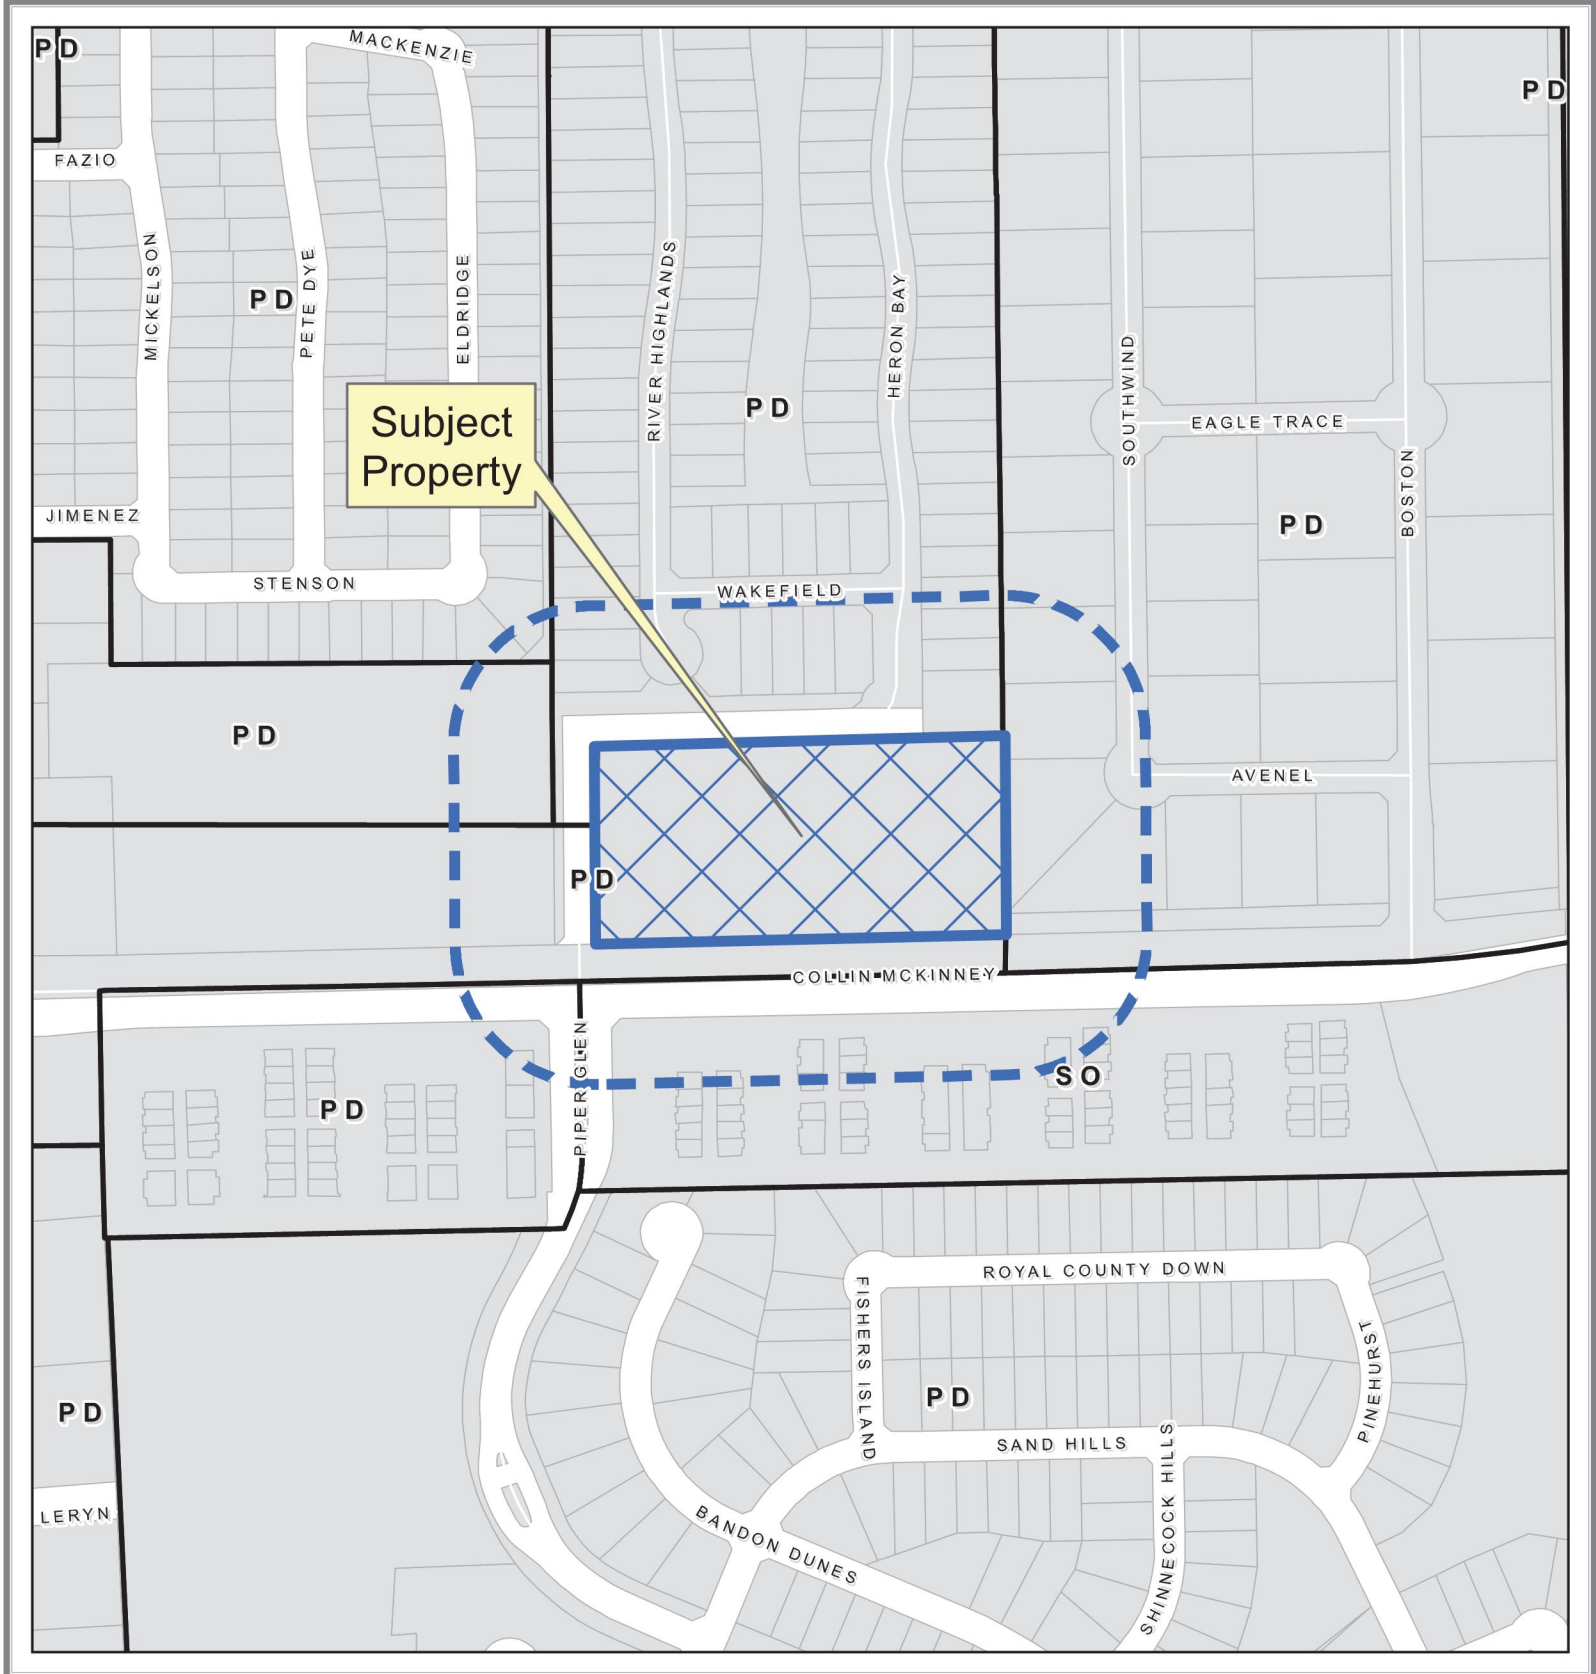 PD
MACKENZIE
PD
FAZIO
MICKELSON
PETE DYE
ELDRIDGE
PD
RIVER HIGHLANDS
HERON BAY
PD
SOUTHWIND
EAGLE TRACE
BOSTON
PD
Subject
Property
JIMENEZ
STENSON
WAKEFIELD
PD
AVENEL
PD
COLLIN MCKINNEY
PIPER GLEN
PD
SO
ROYAL COUNTY DOWN
FISHERS ISLAND
PINEHURST
PD
PD
SAND HILLS
SHINNECOCK HILLS
LERYN
BANDON DUNES